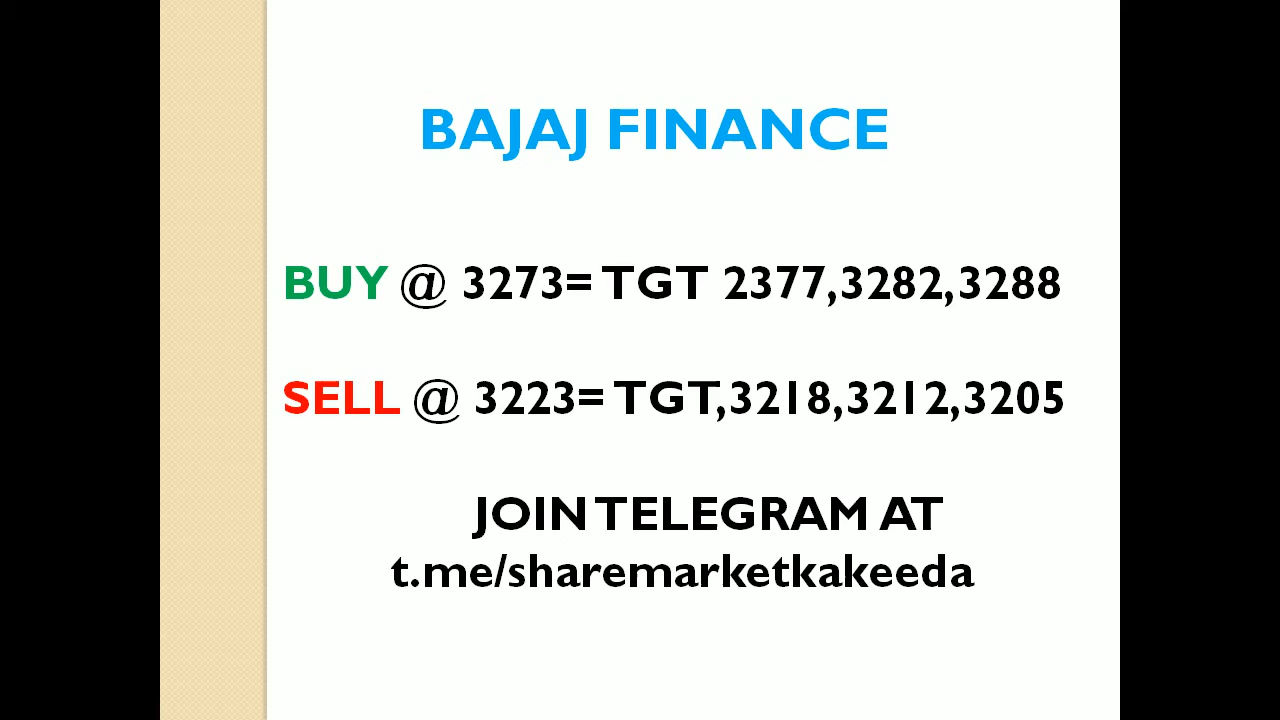 BAJAJ FINANCE
BUY @ 3273= TGT 2377,3282,3288
SELL @ 3223= TGT,3218,3212,3205
JOIN TELEGRAM AT
t.me/sharemarketkakeeda